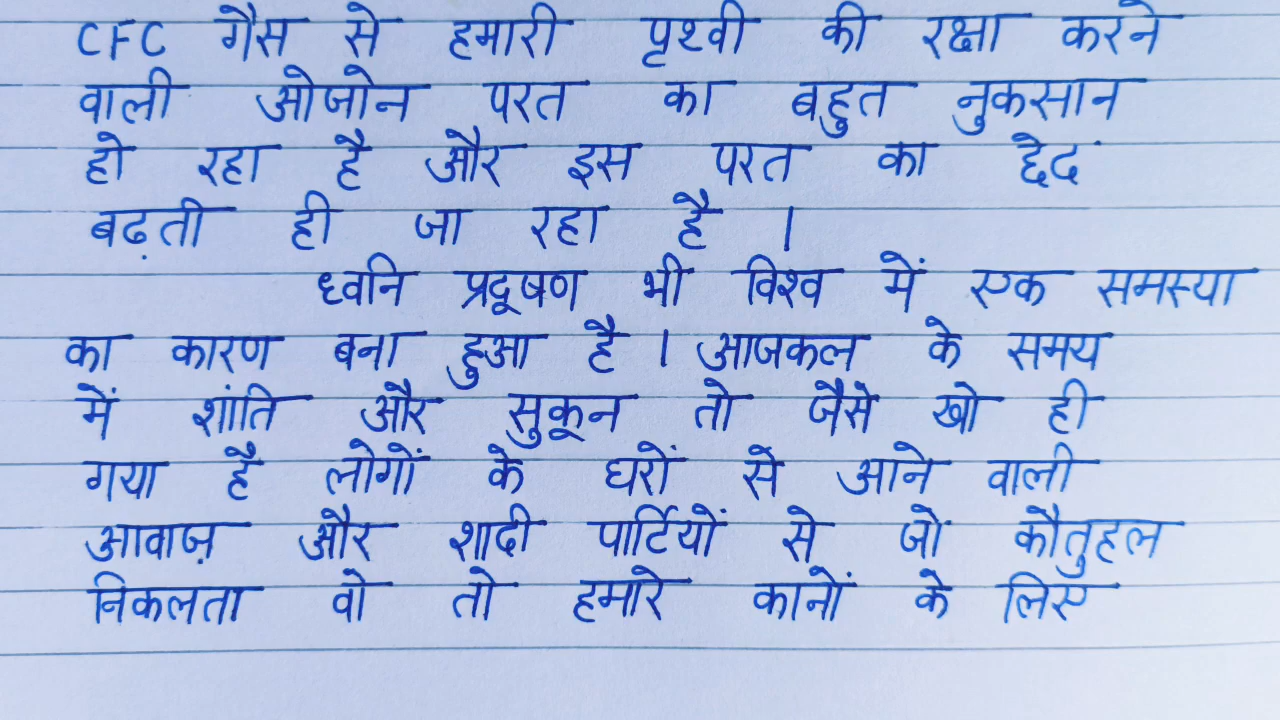 CFC गैस से हमारी पृथ्वी की रक्षा करने
वाली ओजोन परत का बहुत नुकसान
हो रहा है और इस परत का छेद
बढ़ती ही जा रहा है ।
ध्वनि प्रदूषण भी विश्व में एक समस्या
का कारण बना हुआ है । आजकल के समय
में शांति और सुकून तो जैसे खो ही
गया है लोगों के घरों से आने वाली
आवाज़ और शादी पार्टियों से जो कौतुहल
निकलता वो तो हमारे कानों के लिए